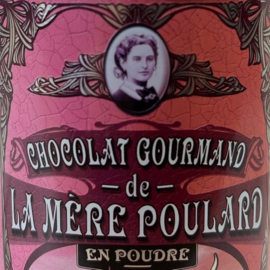 CHOCOLAT GOURMAND
de
LA MÈRE POULARD
EN POUDRE